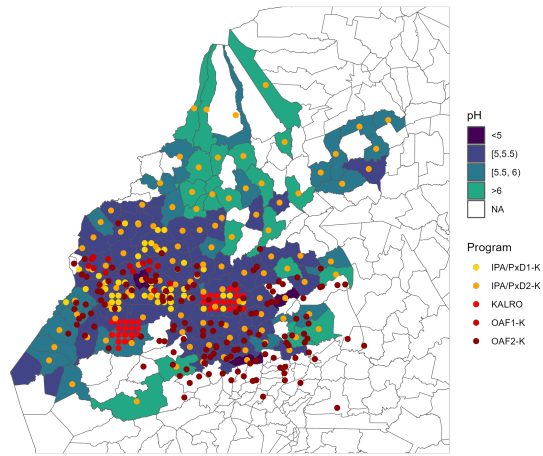 pH
<5
[5,5.5)
[5.5, 6)
>6
NA
Program
IPA/PxD1-K
IPA/PxD2-K
KALRO
OAF1-K
OAF2-K